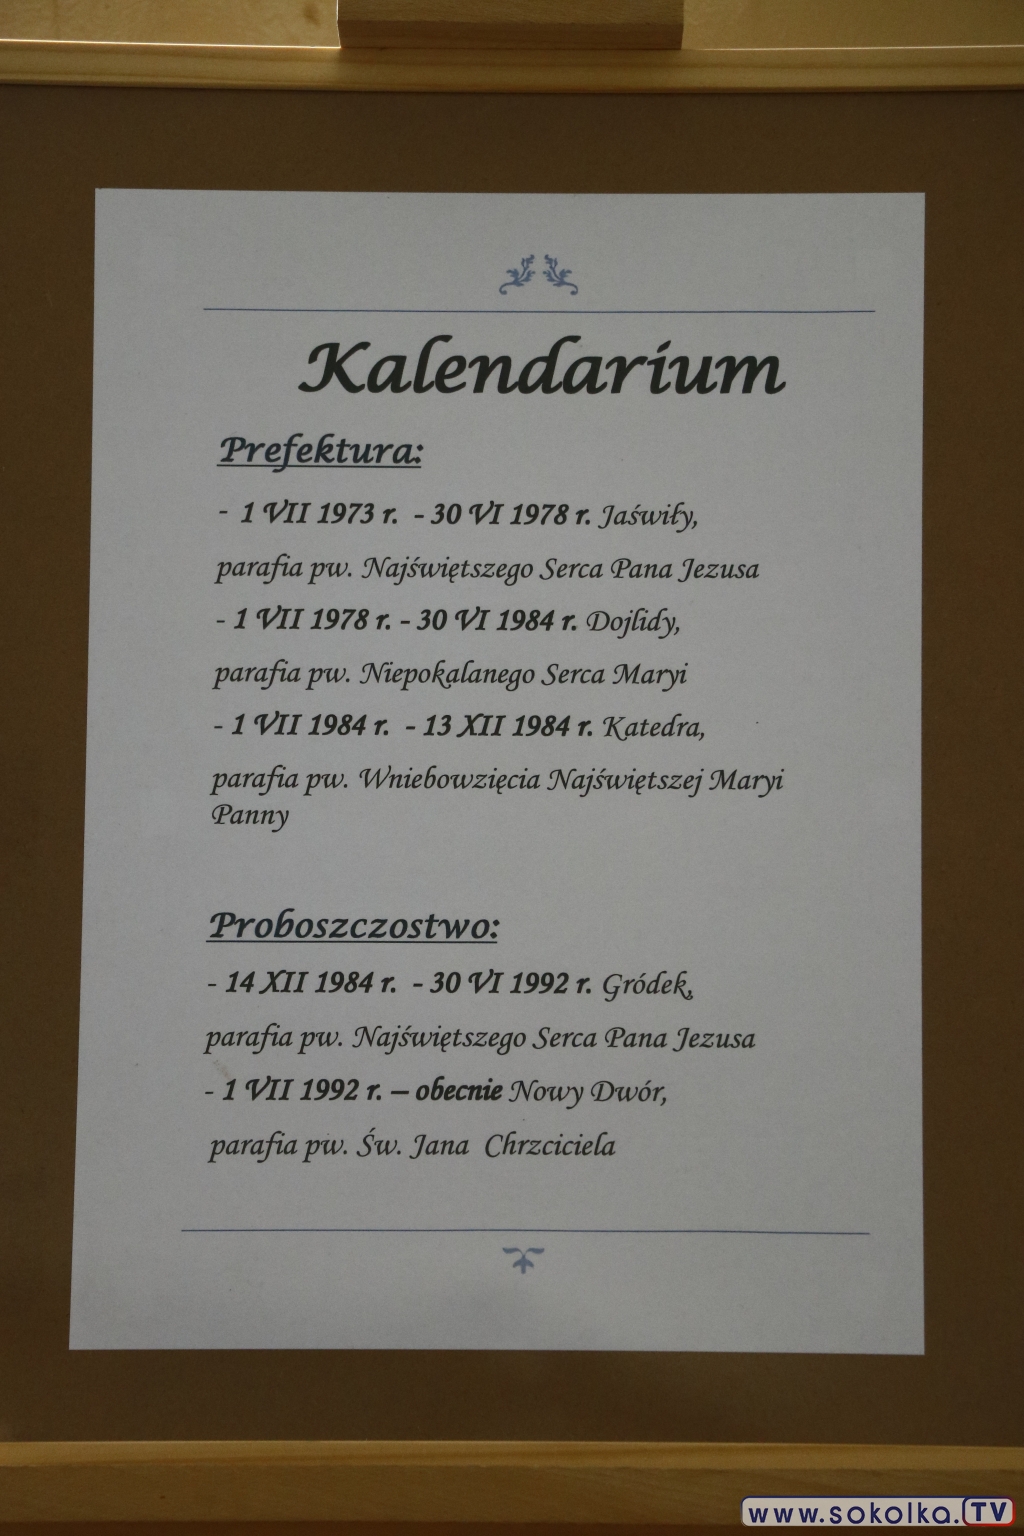 Kalendarium
Prefektura:
- 1 VII 1973 r. - 30 VI 1978 r. Jaświły,
parafia pw. Najświętszego Serca Pana Jezusa
- 1 VII 1978 r. - 30 VI 1984 r. Dojlidy,
parafia pw. Niepokalanego Serca Maryi
- 1 VII 1984 r. - 13 XII 1984 r. Katedra,
parafia pw. Wniebowzięcia Najświętszej Maryi
Panny
Proboszczostwo:
- 14 XII 1984 r. - 30 VI 1992 r. Gródek,
parafia pw. Najświętszego Serca Pana Jezusa
- 1 VII 1992 r. – obecnie Nowy Dwór,
parafia pw. Św. Jana Chrzciciela
www.sokolka.TV